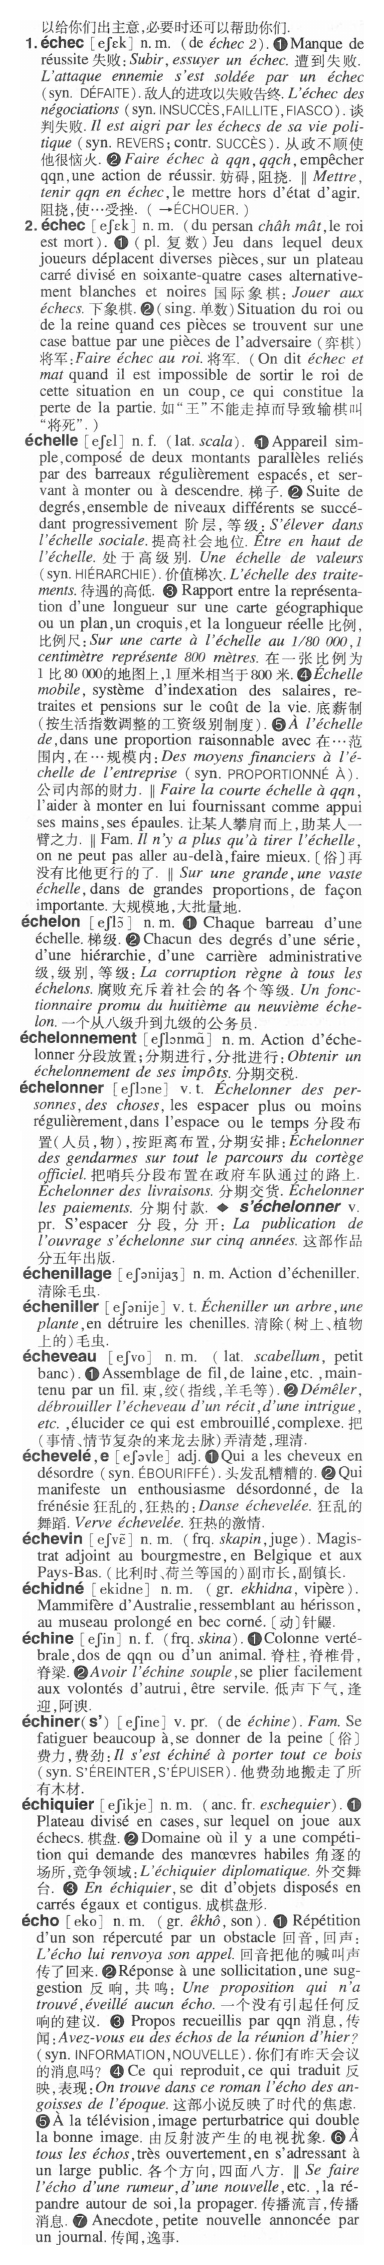 以给你们出主意,必要时还可以帮助你们.
1. échec [eʃɛk] n. m. (de échec 2). ❶ Manque de
réussite 失败: Subir, essuyer un échec. 遭到失败.
L'attaque ennemie s'est soldée par un échec
(syn. DÉFAITE). 敌人的进攻以失败告终. L'échec des
négociations (syn. INSUCCÈS, FAILLITE, FIASCO). 谈
判失败. Il est aigri par les échecs de sa vie poli-
tique (syn. REVERS; contr. SUCCÈS). 从政不顺使
他很恼火. ❷ Faire échec à qqn, qqch, empêcher
qqn, une action de réussir. 妨碍,阻挠. ‖ Mettre,
tenir qqn en échec, le mettre hors d'état d'agir.
阻挠,使…受挫. ( →ÉCHOUER. )
2. échec [eʃɛk] n. m. (du persan châh mât, le roi
est mort). ❶ ( pl. 复数) Jeu dans lequel deux
joueurs déplacent diverses pièces, sur un plateau
carré divisé en soixante-quatre cases alternative-
ment blanches et noires 国际象棋: Jouer aux
échecs. 下象棋. ❷ (sing. 单数) Situation du roi ou
de la reine quand ces pièces se trouvent sur une
case battue par une pièces de l'adversaire (弈棋)
将军: Faire échec au roi. 将军. (On dit échec et
mat quand il est impossible de sortir le roi de
cette situation en un coup, ce qui constitue la
perte de la partie. 如“王”不能走掉而导致输棋叫
“将死”. )
échelle [eʃɛl] n. f. (lat. scala). ❶ Appareil sim-
ple, composé de deux montants parallèles reliés
par des barreaux régulièrement espacés, et ser-
vant à monter ou à descendre. 梯子. ❷ Suite de
degrés, ensemble de niveaux différents se succé-
dant progressivement 阶层, 等级: S'élever dans
l'échelle sociale. 提高社会地位. Être en haut de
l'échelle. 处于高级别. Une échelle de valeurs
(syn. HIÉRARCHIE). 价值梯次. L'échelle des traite-
ments. 待遇的高低. ❸ Rapport entre la représenta-
tion d'une longueur sur une carte géographique
ou un plan, un croquis, et la longueur réelle 比例,
比例尺: Sur une carte à l'échelle au 1/80 000, 1
centimètre représente 800 mètres. 在一张比例为
1 比 80 000的地图上,1 厘米相当于800 米. ❹ Échelle
mobile, système d'indexation des salaires, re-
traites et pensions sur le coût de la vie. 底薪制
(按生活指数调整的工资级别制度). ❺ À l'échelle
de, dans une proportion raisonnable avec 在…范
围内,在…规模内: Des moyens financiers à l'é-
chelle de l'entreprise (syn. PROPORTIONNÉ À).
公司内部的财力. ‖ Faire la courte échelle à qqn,
l'aider à monter en lui fournissant comme appui
ses mains, ses épaules. 让某人攀肩而上,助某人一
臂之力. ‖ Fam. Il n'y a plus qu'à tirer l'échelle,
on ne peut pas aller au-delà, faire mieux. 〔俗〕再
没有比他更行的了. ‖ Sur une grande, une vaste
échelle, dans de grandes proportions, de façon
importante. 大规模地,大批量地.
échelon [eʃlɔ̃] n. m. ❶ Chaque barreau d'une
échelle. 梯级. ❷ Chacun des degrés d'une série,
d'une hiérarchie, d'une carrière administrative
级,级别,等级: La corruption règne à tous les
échelons. 腐败充斥着社会的各个等级. Un fonc-
tionnaire promu du huitième au neuvième éche-
lon. 一个从八级升到九级的公务员.
échelonnement [eʃlɔnmɑ̃] n. m. Action d'éche-
lonner 分段放置;分期进行,分批进行: Obtenir un
échelonnement de ses impôts. 分期交税.
échelonner [eʃlɔne] v. t. Échelonner des per-
sonnes, des choses, les espacer plus ou moins
régulièrement, dans l'espace ou le temps 分段布
置(人员,物),按距离布置,分期安排: Échelonner
des gendarmes sur tout le parcours du cortège
officiel. 把哨兵分段布置在政府车队通过的路上.
Échelonner des livraisons. 分期交货. Échelonner
les paiements. 分期付款. ◆ s'échelonner v.
pr. S'espacer 分段, 分开: La publication de
l'ouvrage s'échelonne sur cinq années. 这部作品
分五年出版.
échenillage [eʃənijaʒ] n. m. Action d'écheniller.
清除毛虫.
écheniller [eʃənije] v. t. Écheniller un arbre, une
plante, en détruire les chenilles. 清除(树上、植物
上的)毛虫.
écheveau [eʃvo] n. m. ( lat. scabellum, petit
banc). ❶ Assemblage de fil, de laine, etc. , main-
tenu par un fil. 束,绞(指线,羊毛等). ❷ Démêler,
débrouiller l'écheveau d'un récit, d'une intrigue,
etc. , élucider ce qui est embrouillé, complexe. 把
(事情、情节复杂的来龙去脉)弄清楚,理清.
échevelé, e [eʃəvle] adj. ❶ Qui a les cheveux en
désordre (syn. ÉBOURIFFÉ). 头发乱糟糟的. ❷ Qui
manifeste un enthousiasme désordonné, de la
frénésie 狂乱的,狂热的: Danse échevelée. 狂乱的
舞蹈. Verve échevelée. 狂热的激情.
échevin [eʃvɛ̃] n. m. (frq. skapin, juge). Magis-
trat adjoint au bourgmestre, en Belgique et aux
Pays-Bas. (比利时、荷兰等国的)副市长,副镇长.
échidné [ekidne] n. m. ( gr. ekhidna, vipère).
Mammifère d'Australie, ressemblant au hérisson,
au museau prolongé en bec corné. 〔动〕针鼹.
échine [eʃin] n. f. (frq. skina). ❶ Colonne verté-
brale, dos de qqn ou d'un animal. 脊柱,脊椎骨,
脊梁. ❷ Avoir l'échine souple, se plier facilement
aux volontés d'autrui, être servile. 低声下气,逢
迎,阿谀.
échiner (s') [eʃine] v. pr. (de échine). Fam. Se
fatiguer beaucoup à, se donner de la peine 〔俗〕
费力,费劲: Il s'est échiné à porter tout ce bois
(syn. S'ÉREINTER, S'ÉPUISER). 他费劲地搬走了所
有木材.
échiquier [eʃikje] n. m. (anc. fr. eschequier). ❶
Plateau divisé en cases, sur lequel on joue aux
échecs. 棋盘. ❷ Domaine où il y a une compéti-
tion qui demande des manœvres habiles 角逐的
场所,竞争领域: L'échiquier diplomatique. 外交舞
台. ❸ En échiquier, se dit d'objets disposés en
carrés égaux et contigus. 成棋盘形.
écho [eko] n. m. (gr. êkhô, son). ❶ Répétition
d'un son répercuté par un obstacle 回音,回声:
L'écho lui renvoya son appel. 回音把他的喊叫声
传了回来. ❷ Réponse à une sollicitation, une sug-
gestion 反响, 共鸣: Une proposition qui n'a
trouvé, éveillé aucun écho. 一个没有引起任何反
响的建议. ❸ Propos recueillis par qqn 消息,传
闻: Avez-vous eu des échos de la réunion d'hier?
(syn. INFORMATION, NOUVELLE). 你们有昨天会议
的消息吗? ❹ Ce qui reproduit, ce qui traduit 反
映,表现: On trouve dans ce roman l'écho des an-
goisses de l'époque. 这部小说反映了时代的焦虑.
❺ À la télévision, image perturbatrice qui double
la bonne image. 由反射波产生的电视扰象. ❻ À
tous les échos, très ouvertement, en s'adressant à
un large public. 各个方向,四面八方. ‖ Se faire
l'écho d'une rumeur, d'une nouvelle, etc. , la ré-
pandre autour de soi, la propager. 传播流言,传播
消息. ❼ Anecdote, petite nouvelle annoncée par
un journal. 传闻,逸事.